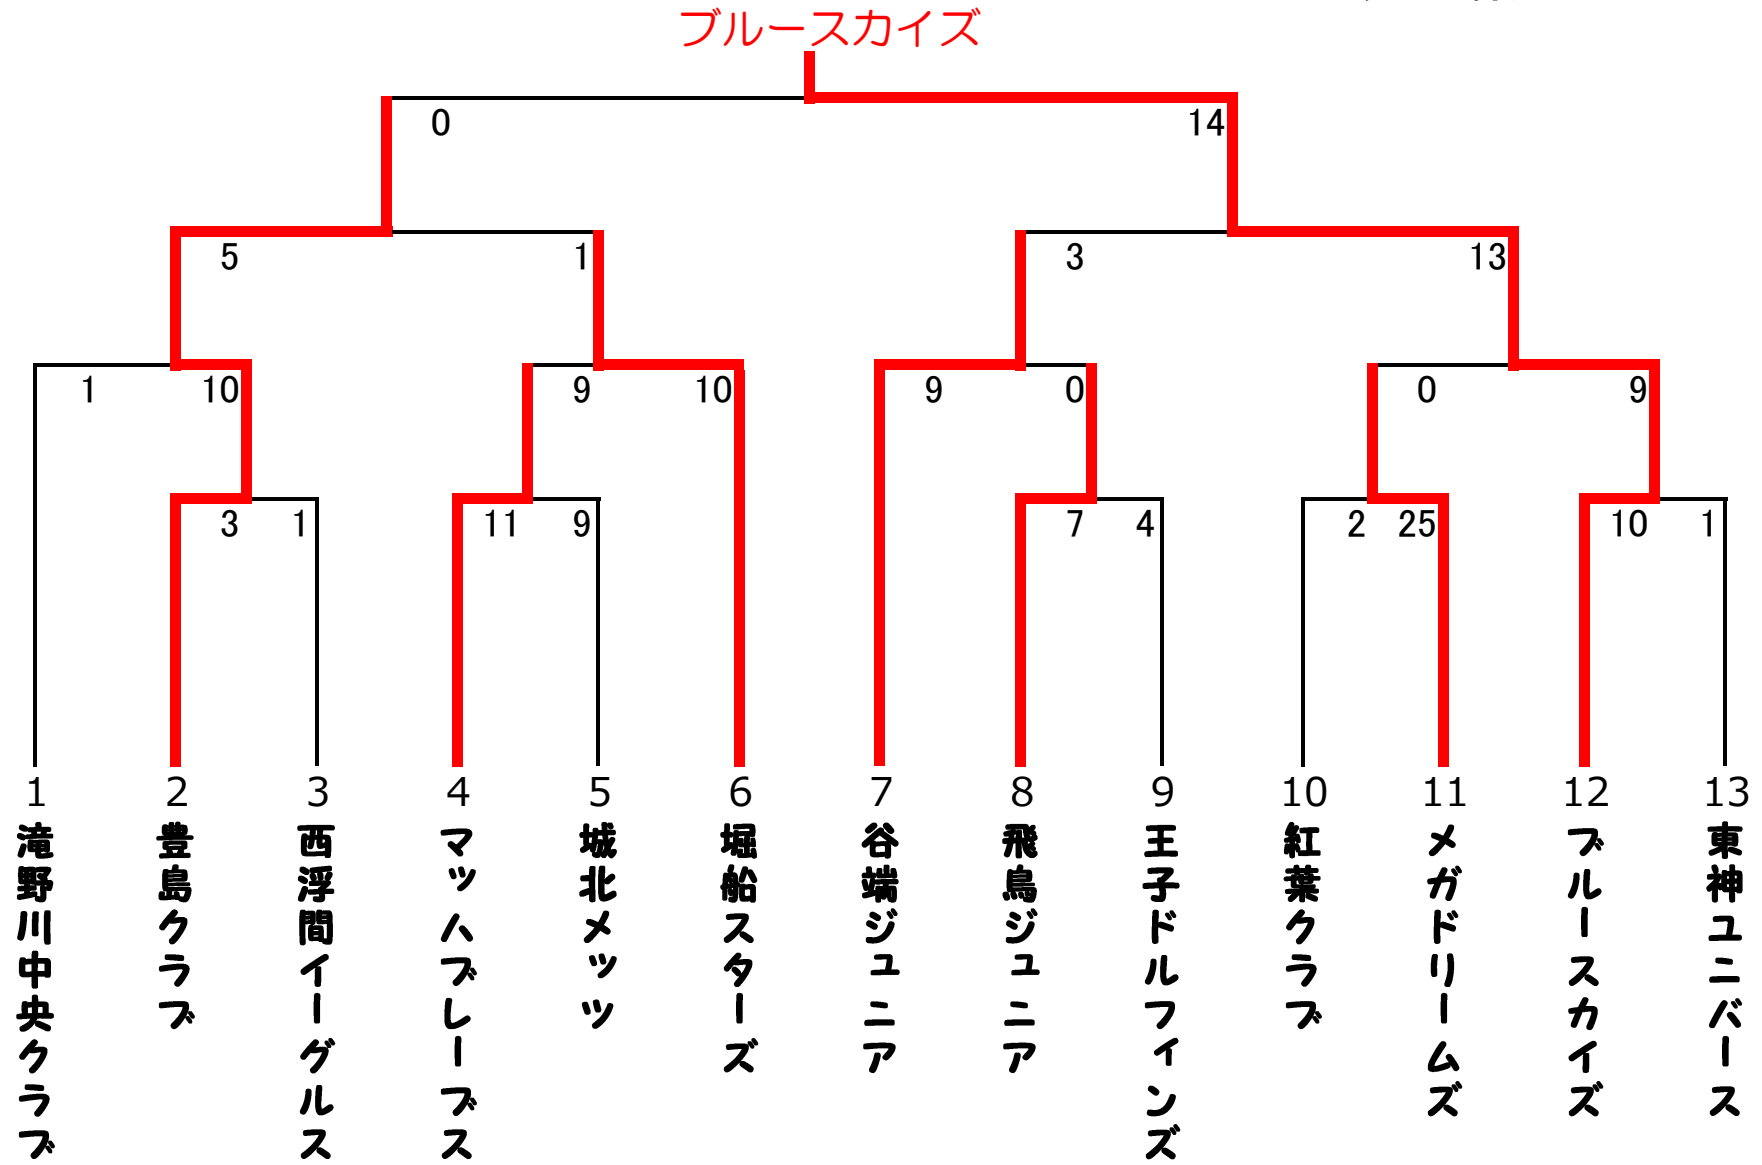 ブルースカイズ
0 14
5 1 3 13
1 10 9 10 9 0 0 9
3 1 11 9 7 4 2 25 10 1
1 2 3 4 5 6 7 8 9 10 11 12 13
滝野川中央クラブ
豊島クラブ
西浮間イーグルス
マッハブレーブス
城北メッツ
堀船スターズ
谷端ジュニア
飛鳥ジュニア
王子ドルフィンズ
紅葉クラブ
メガドリームズ
ブルースカイズ
東神ユニバース